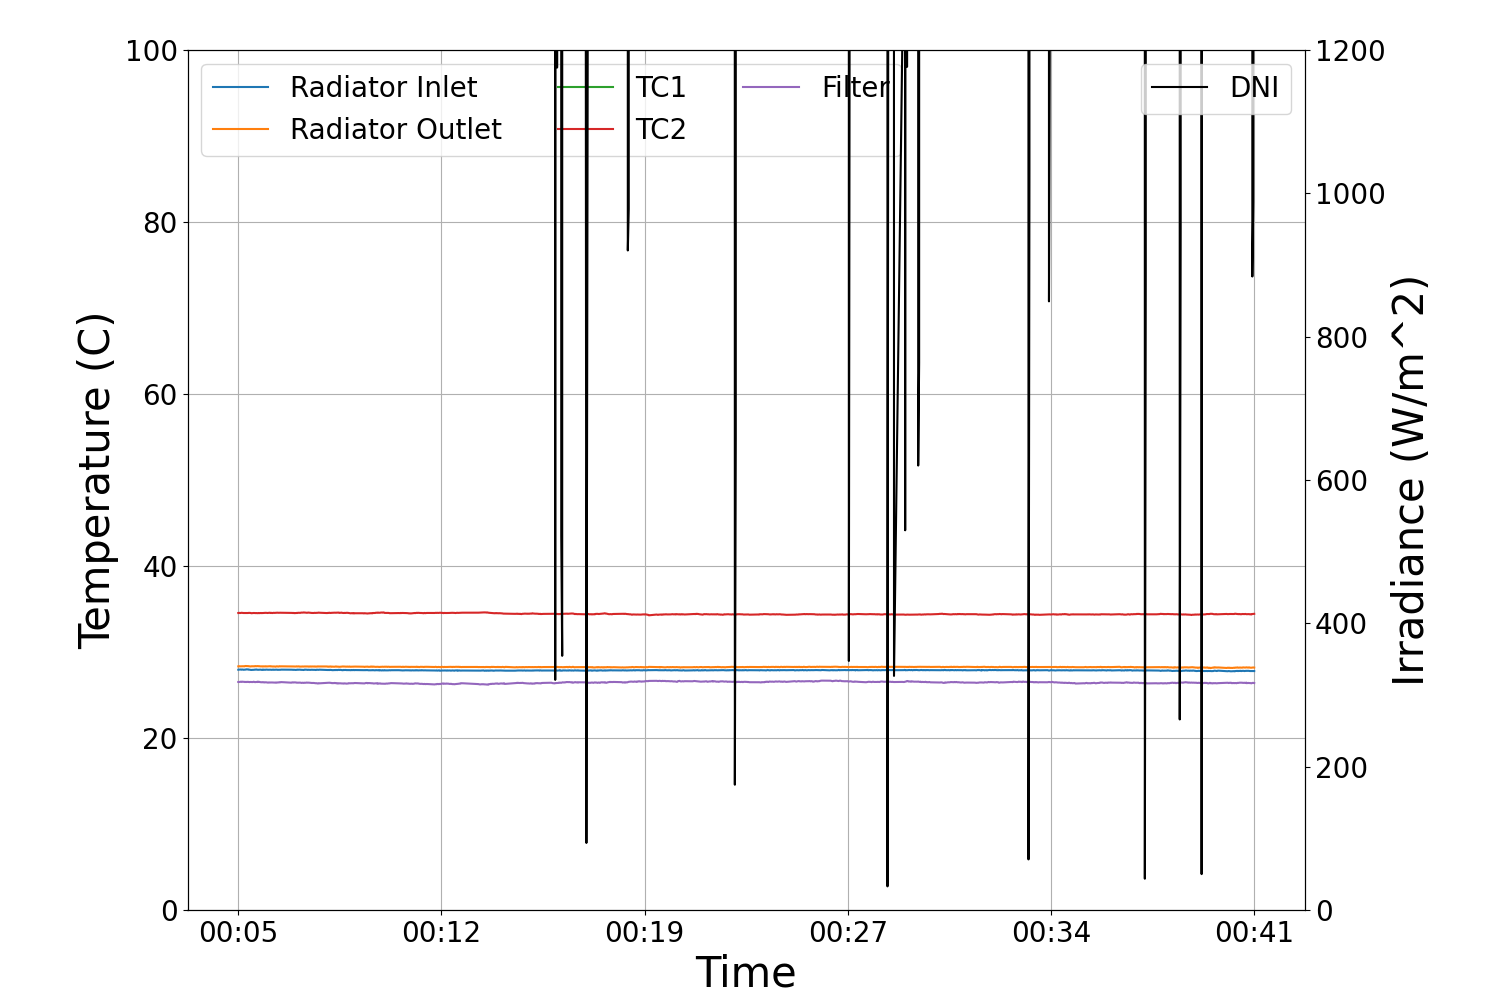 100
80
60
40
20
0
Temperature (C)
Radiator Inlet
Radiator Outlet
TC1
TC2
Filter
DNI
1200
1000
800
600
400
200
0
Irradiance (W/m^2)
00:05 00:12 00:19 00:27 00:34 00:41
Time